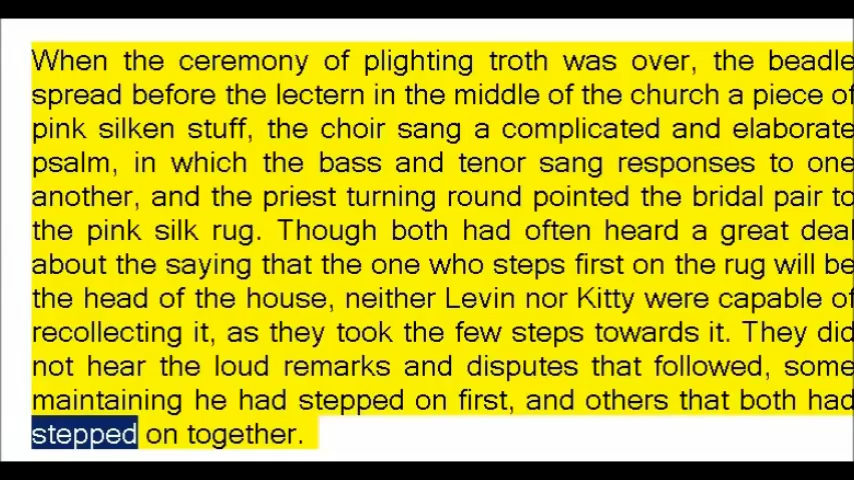 When the ceremony of plighting troth was over, the beadle
spread before the lectern in the middle of the church a piece of
pink silken stuff, the choir sang a complicated and elaborate
psalm, in which the bass and tenor sang responses to one
another, and the priest turning round pointed the bridal pair to
the pink silk rug. Though both had often heard a great deal
about the saying that the one who steps first on the rug will be
the head of the house, neither Levin nor Kitty were capable of
recollecting it, as they took the few steps towards it. They did
not hear the loud remarks and disputes that followed, some
maintaining he had stepped on first, and others that both had
stepped on together.